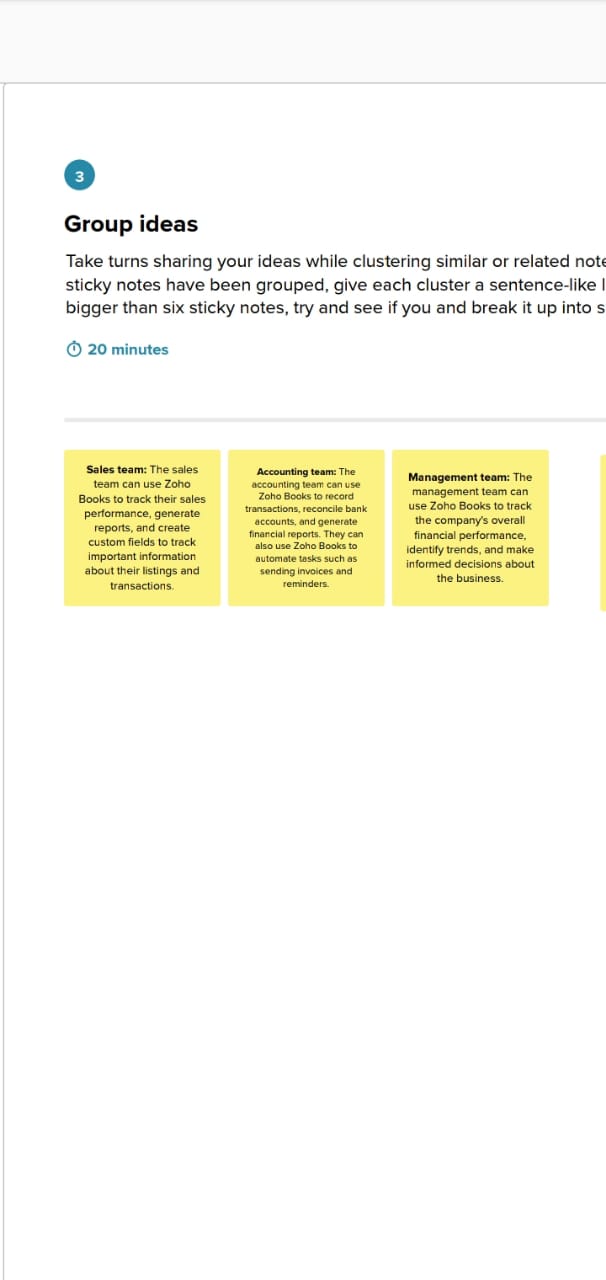 3
Group ideas
Take turns sharing your ideas while clustering similar or related note
sticky notes have been grouped, give each cluster a sentence-like
bigger than six sticky notes, try and see if you and break it up into s
20 minutes
Sales team: The sales
team can use Zoho
Books to track their sales
performance, generate
reports, and create
custom fields to track
important information
about their listings and
transactions.
Accounting team: The
accounting team can use
Zoho Books to record
transactions, reconcile bank
accounts, and generate
financial reports. They can
also use Zoho Books to
automate tasks such as
sending invoices and
reminders.
Management team: The
management team can
use Zoho Books to track
the company's overall
financial performance,
identify trends, and make
informed decisions about
the business.